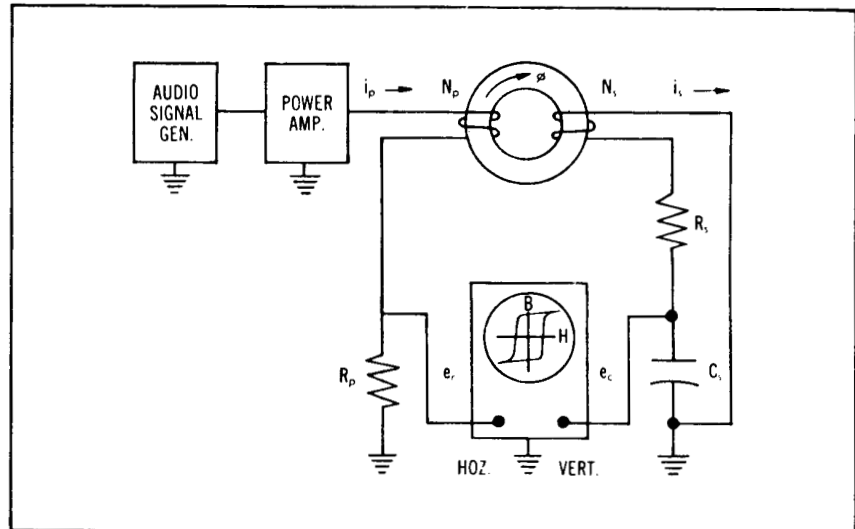 AUDIO
SIGNAL
GEN.
POWER
AMP.
i_p
N_p
ø
N_s
i_s
R_s
B
H
R_p
e_r
e_c
C_s
HOZ.
VERT.